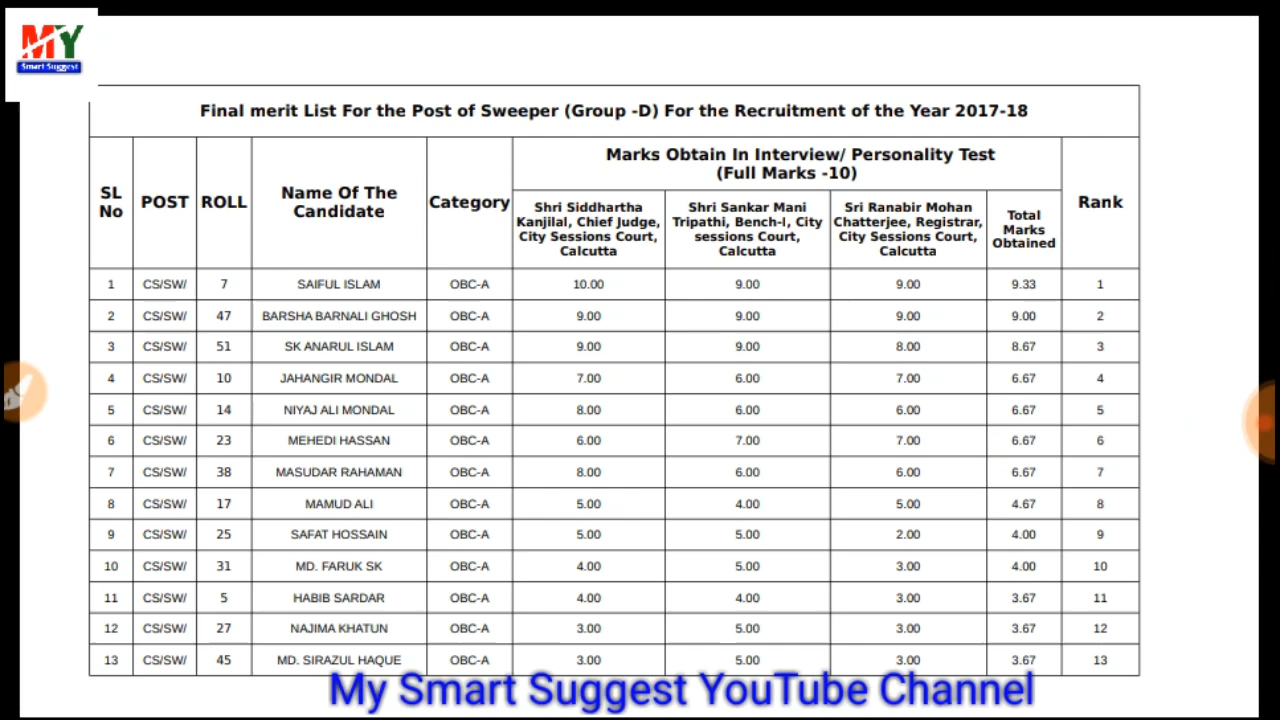 MY
Smart Suggest
Final merit List For the Post of Sweeper (Group -D) For the Recruitment of the Year 2017-18
SL No POST ROLL Name Of The Candidate Category Marks Obtain In Interview/ Personality Test (Full Marks -10) Rank
Shri Siddhartha Kanjilal, Chief Judge, City Sessions Court, Calcutta
Shri Sankar Mani Tripathi, Bench-I, City sessions Court, Calcutta
Sri Ranabir Mohan Chatterjee, Registrar, City Sessions Court, Calcutta
Total Marks Obtained
1 CS/SW/ 7 SAIFUL ISLAM OBC-A 10.00 9.00 9.00 9.33 1
2 CS/SW/ 47 BARSHA BARNALI GHOSH OBC-A 9.00 9.00 9.00 9.00 2
3 CS/SW/ 51 SK ANARUL ISLAM OBC-A 9.00 9.00 8.00 8.67 3
4 CS/SW/ 10 JAHANGIR MONDAL OBC-A 7.00 6.00 7.00 6.67 4
5 CS/SW/ 14 NIYAJ ALI MONDAL OBC-A 8.00 6.00 6.00 6.67 5
6 CS/SW/ 23 MEHEDI HASSAN OBC-A 6.00 7.00 7.00 6.67 6
7 CS/SW/ 38 MASUDAR RAHAMAN OBC-A 8.00 6.00 6.00 6.67 7
8 CS/SW/ 17 MAMUD ALI OBC-A 5.00 4.00 5.00 4.67 8
9 CS/SW/ 25 SAFAT HOSSAIN OBC-A 5.00 5.00 2.00 4.00 9
10 CS/SW/ 31 MD. FARUK SK OBC-A 4.00 5.00 3.00 4.00 10
11 CS/SW/ 5 HABIB SARDAR OBC-A 4.00 4.00 3.00 3.67 11
12 CS/SW/ 27 NAJIMA KHATUN OBC-A 3.00 5.00 3.00 3.67 12
13 CS/SW/ 45 MD. SIRAZUL HAQUE OBC-A 3.00 5.00 3.00 3.67 13
My Smart Suggest YouTube Channel